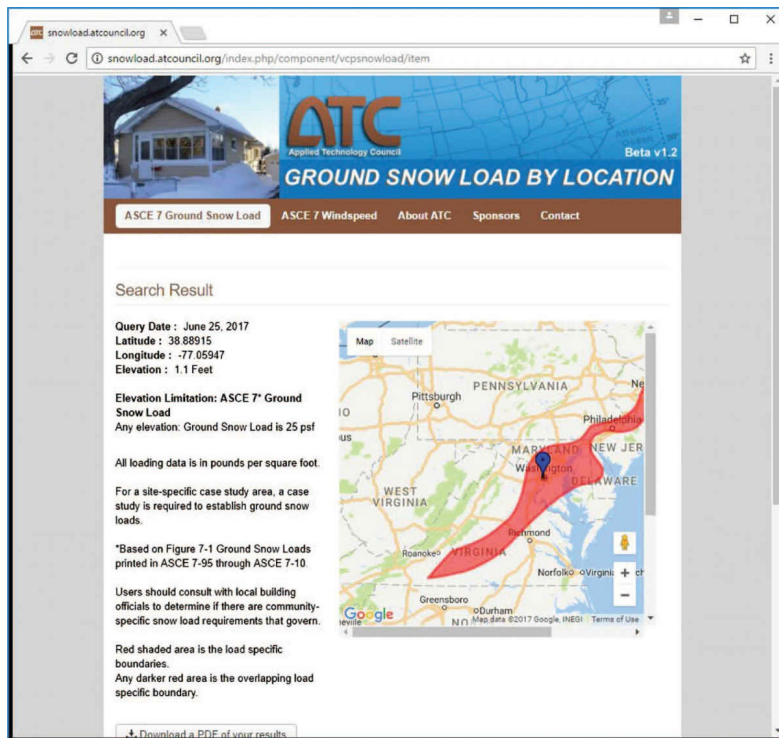 snowload.atcouncil.org
snowload.atcouncil.org/index.php/component/vcpsnowload/item
ATC
Applied Technology Council
Beta v1.2
GROUND SNOW LOAD BY LOCATION
ASCE 7 Ground Snow Load
ASCE 7 Windspeed
About ATC
Sponsors
Contact
Search Result
Query Date : June 25, 2017
Latitude : 38.88915
Longitude : -77.05947
Elevation : 1.1 Feet
Elevation Limitation: ASCE 7* Ground
Snow Load
Any elevation: Ground Snow Load is 25 psf
All loading data is in pounds per square foot.
For a site-specific case study area, a case
study is required to establish ground snow
loads.
*Based on Figure 7-1 Ground Snow Loads
printed in ASCE 7-95 through ASCE 7-10.
Users should consult with local building
officials to determine if there are community-
specific snow load requirements that govern.
Red shaded area is the load specific
boundaries.
Any darker red area is the overlapping load
specific boundary.
Download a PDF of your results
Map
Satellite
PENNSYLVANIA
Pittsburgh
Ne
IO
Philadelphia
us
MARYLAND
NEW JER
Washington
DELAWARE
WEST
VIRGINIA
Richmond
Roanoke
VIRGINIA
Norfolk
Virginia
ch
Greensboro
Durham
eville
NO
Google
Map data ©2017 Google, INEGI
Terms of Use